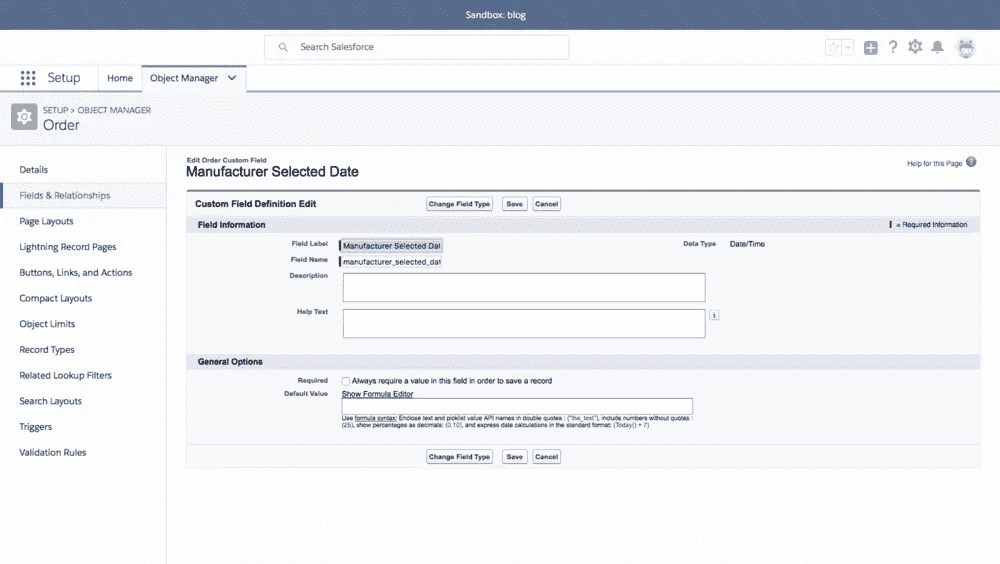 Sandbox: blog
Search Salesforce
Setup Home Object Manager
SETUP > OBJECT MANAGER
Order
Details
Fields & Relationships
Page Layouts
Lightning Record Pages
Buttons, Links, and Actions
Compact Layouts
Object Limits
Record Types
Related Lookup Filters
Search Layouts
Triggers
Validation Rules
Edit Order Custom Field
Manufacturer Selected Date
Help for this Page ?
Custom Field Definition Edit Change Field Type Save Cancel
Field Information = Required Information
Field Label Manufacturer Selected Dat Data Type Date/Time
Field Name manufacturer_selected_dat
Description
Help Text i
General Options
Required Always require a value in this field in order to save a record
Default Value Show Formula Editor
Use formula syntax: Enclose text and picklist value API names in double quotes : ("the_text"), include numbers without quotes :
(25), show percentages as decimals: (0.10), and express date calculations in the standard format: (Today() + 7)
Change Field Type Save Cancel